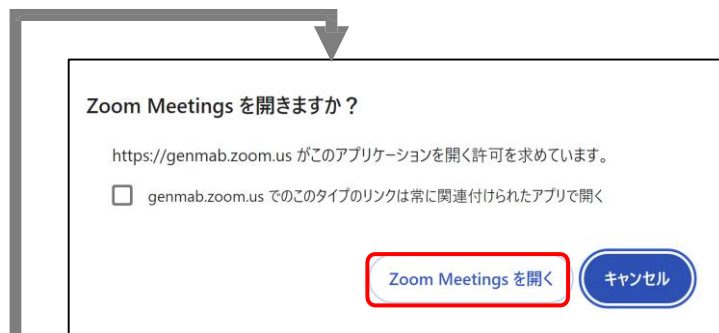 Zoom Meetings を開きますか？
https://genmab.zoom.us がこのアプリケーションを開く許可を求めています。
genmab.zoom.us でのこのタイプのリンクは常に関連付けられたアプリで開く
Zoom Meetings を開く
キャンセル